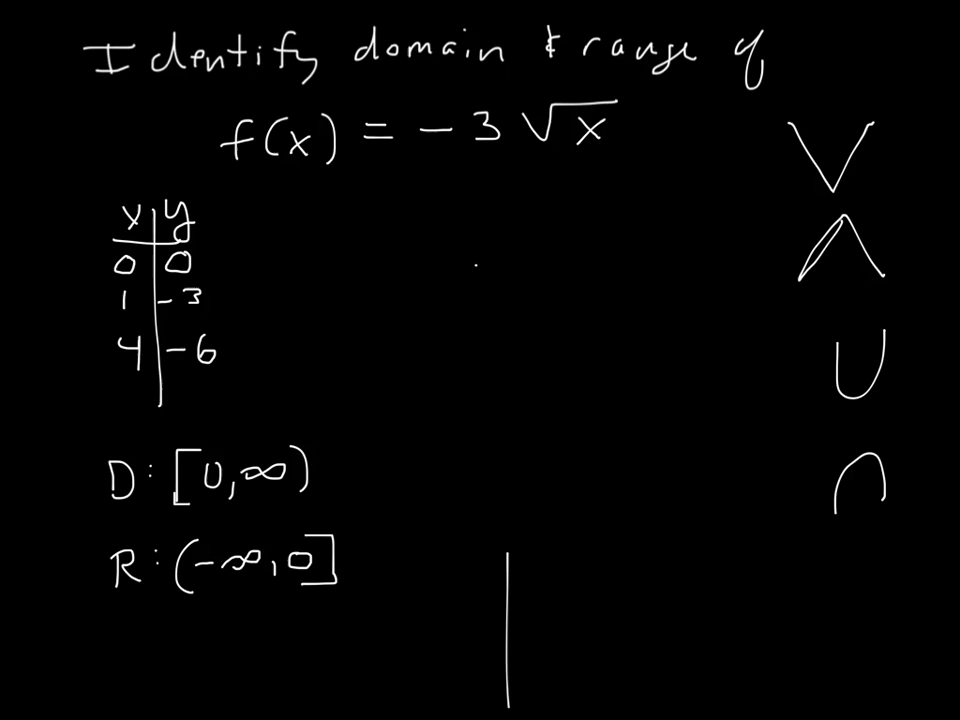 Identify domain & range of
f(x) = -3√x
x y
0 0
1 -3
4 -6
D: [0,∞)
R: (-∞,0]